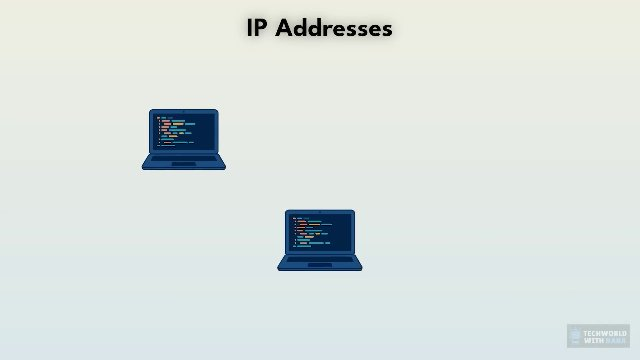 IP Addresses
TECHWORLD
WITH NANA